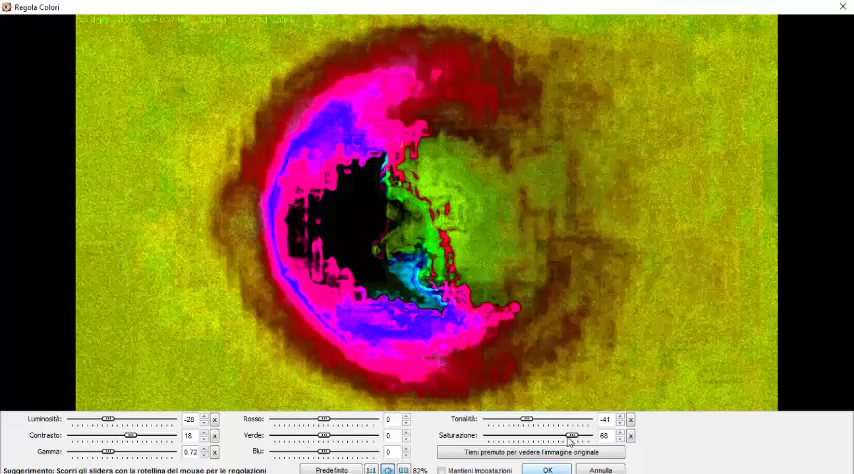 Regola Colori
Luminosità: -28 x
Rosso: 0
Tonalità: -41 x
Contrasto: 18 x
Verde: 0
Saturazione: 68 x
Gamma: 0.72 x
Blu: 0
Tieni premuto per vedere l'immagine originale
Suggerimento: Scorri gli sliders con la rotellina del mouse per le regolazioni
Predefinito
1:1
82%
Mantieni Impostazioni
OK
Annulla